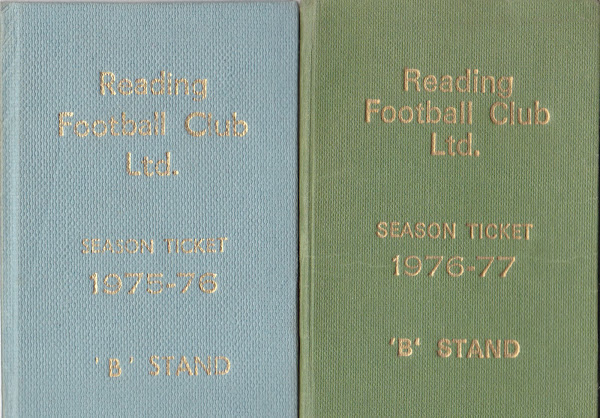 Reading
Football Club
Ltd.
SEASON TICKET
1975-76
'B' STAND
Reading
Football Club
Ltd.
SEASON TICKET
1976-77
'B' STAND